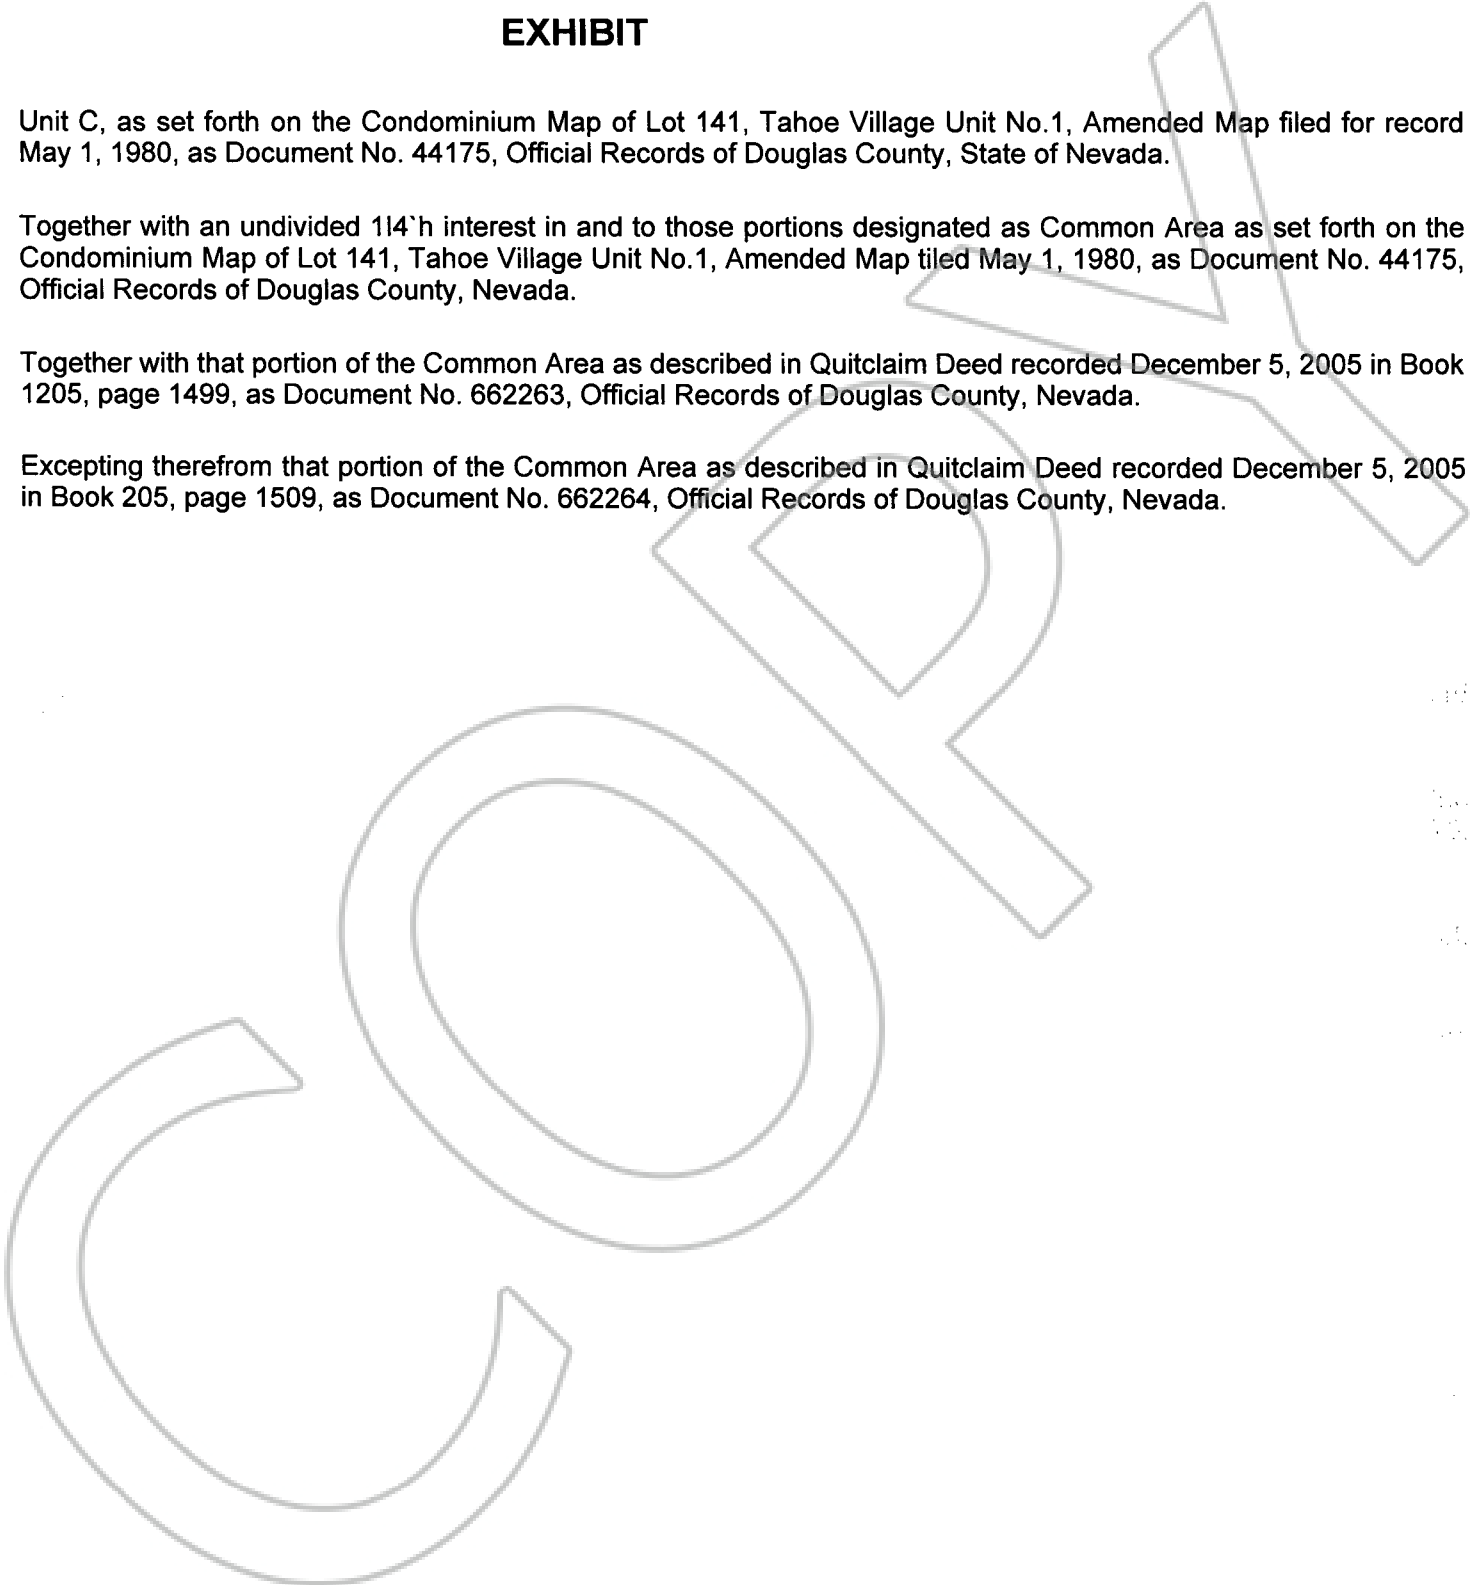 EXHIBIT
Unit C, as set forth on the Condominium Map of Lot 141, Tahoe Village Unit No.1, Amended Map filed for record
May 1, 1980, as Document No. 44175, Official Records of Douglas County, State of Nevada.
Together with an undivided 1I4`h interest in and to those portions designated as Common Area as set forth on the
Condominium Map of Lot 141, Tahoe Village Unit No.1, Amended Map tiled May 1, 1980, as Document No. 44175,
Official Records of Douglas County, Nevada.
Together with that portion of the Common Area as described in Quitclaim Deed recorded December 5, 2005 in Book
1205, page 1499, as Document No. 662263, Official Records of Douglas County, Nevada.
Excepting therefrom that portion of the Common Area as described in Quitclaim Deed recorded December 5, 2005
in Book 205, page 1509, as Document No. 662264, Official Records of Douglas County, Nevada.
COPY